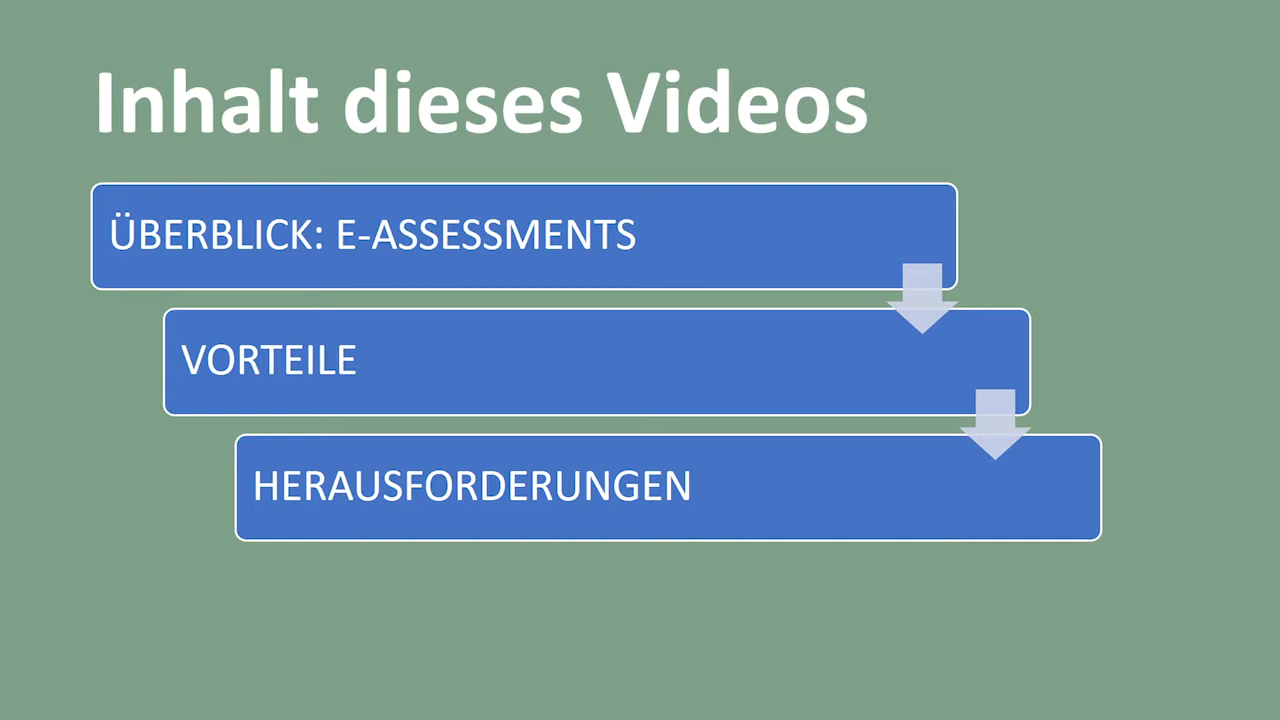 Inhalt dieses Videos
ÜBERBLICK: E-ASSESSMENTS
VORTEILE
HERAUSFORDERUNGEN